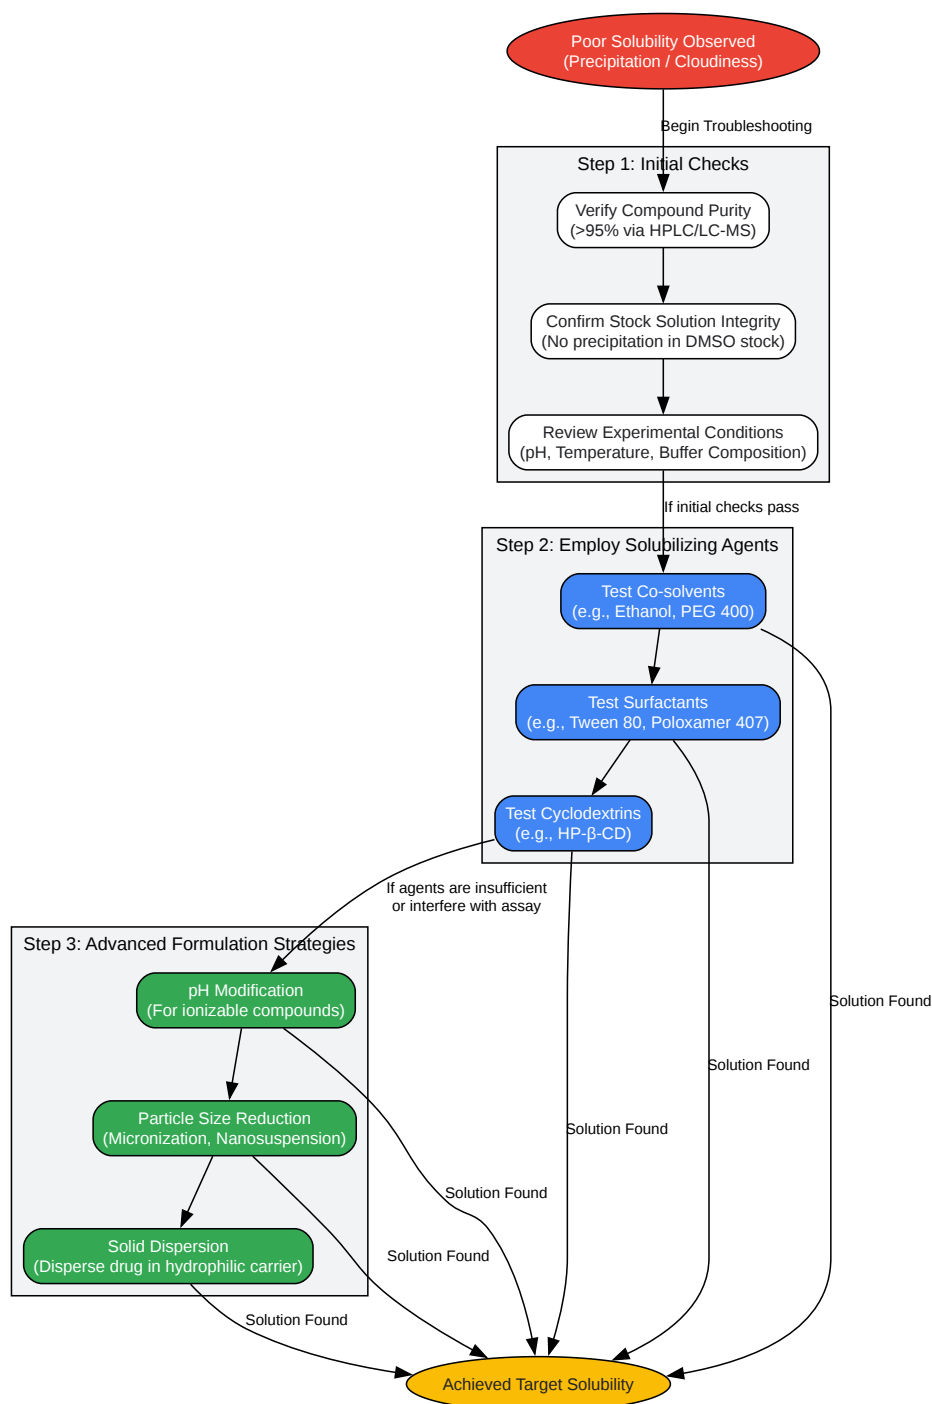 Poor Solubility Observed
(Precipitation / Cloudiness)
Begin Troubleshooting
Step 1: Initial Checks
Verify Compound Purity
(>95% via HPLC/LC-MS)
Confirm Stock Solution Integrity
(No precipitation in DMSO stock)
Review Experimental Conditions
(pH, Temperature, Buffer Composition)
If initial checks pass
Step 2: Employ Solubilizing Agents
Test Co-solvents
(e.g., Ethanol, PEG 400)
Test Surfactants
(e.g., Tween 80, Poloxamer 407)
Test Cyclodextrins
(e.g., HP-β-CD)
If agents are insufficient
or interfere with assay
Step 3: Advanced Formulation Strategies
pH Modification
(For ionizable compounds)
Solution Found
Solution Found
Particle Size Reduction
(Micronization, Nanosuspension)
Solution Found
Solution Found
Solid Dispersion
(Disperse drug in hydrophilic carrier)
Solution Found
Solution Found
Achieved Target Solubility